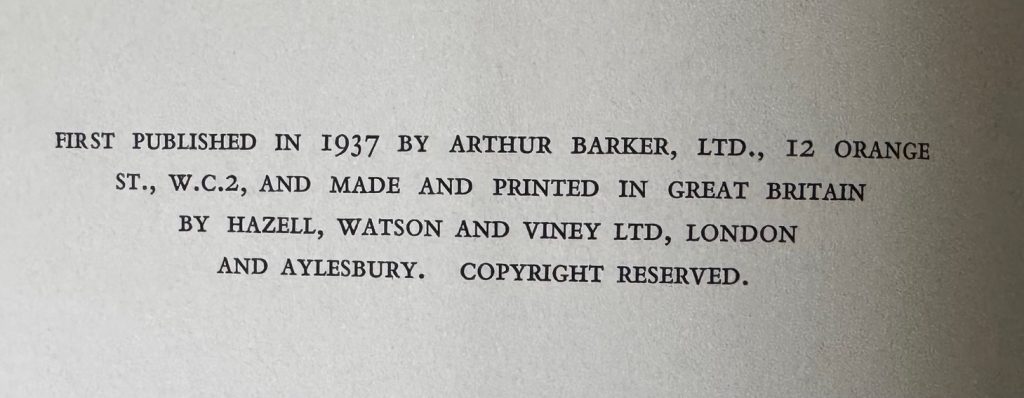 FIRST PUBLISHED IN 1937 BY ARTHUR BARKER, LTD., 12 ORANGE
ST., W.C.2, AND MADE AND PRINTED IN GREAT BRITAIN
BY HAZELL, WATSON AND VINEY LTD, LONDON
AND AYLESBURY. COPYRIGHT RESERVED.